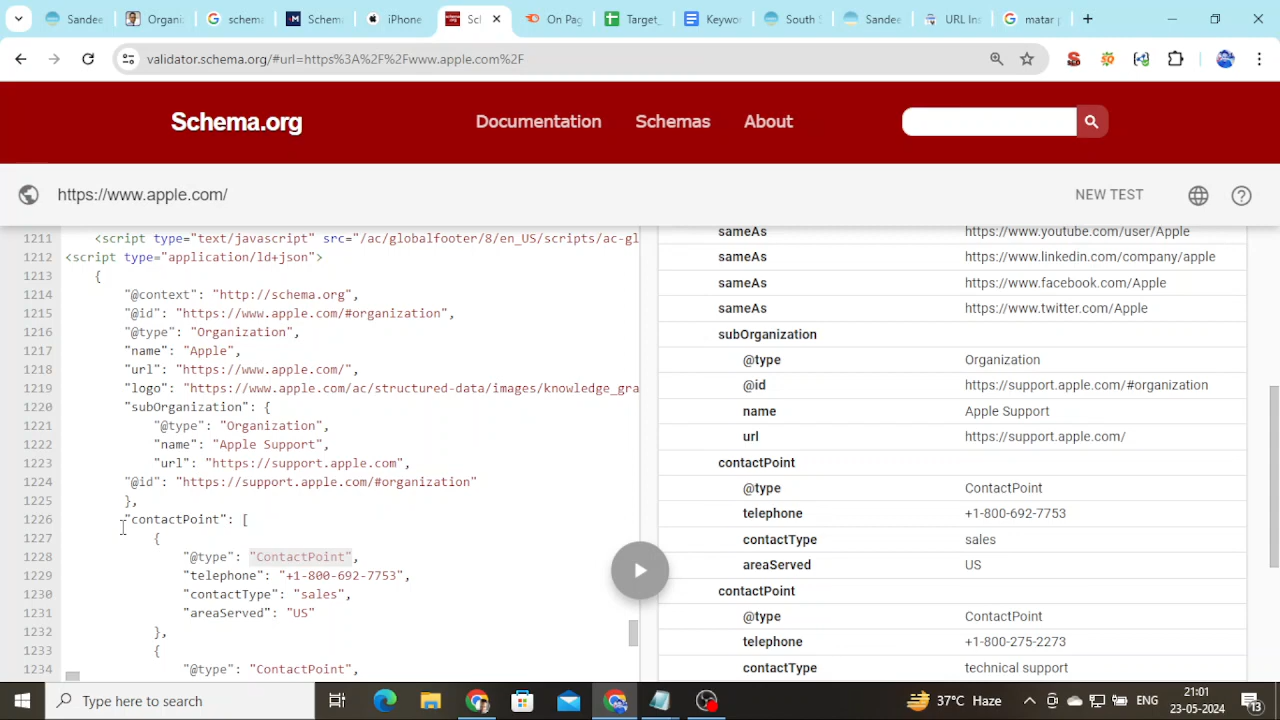 Sandee
Organi
schema
Schema
iPhone
Sch
On Pag
Target_
Keywor
South S
Sandee
URL Ins
matar p
validator.schema.org/#url=https%3A%2F%2Fwww.apple.com%2F
Schema.org
Documentation
Schemas
About
https://www.apple.com/
NEW TEST
1211 <script type="text/javascript" src="/ac/globalfooter/8/en_US/scripts/ac-gl
1212 <script type="application/ld+json">
1213 {
1214 "@context": "http://schema.org",
1215 "@id": "https://www.apple.com/#organization",
1216 "@type": "Organization",
1217 "name": "Apple",
1218 "url": "https://www.apple.com/",
1219 "logo": "https://www.apple.com/ac/structured-data/images/knowledge_gra
1220 "subOrganization": {
1221 "@type": "Organization",
1222 "name": "Apple Support",
1223 "url": "https://support.apple.com",
1224 "@id": "https://support.apple.com/#organization"
1225 },
1226 "contactPoint": [
1227 {
1228 "@type": "ContactPoint",
1229 "telephone": "+1-800-692-7753",
1230 "contactType": "sales",
1231 "areaServed": "US"
1232 },
1233 {
1234 "@type": "ContactPoint",
sameAs https://www.youtube.com/user/Apple
sameAs https://www.linkedin.com/company/apple
sameAs https://www.facebook.com/Apple
sameAs https://www.twitter.com/Apple
subOrganization
@type Organization
@id https://support.apple.com/#organization
name Apple Support
url https://support.apple.com/
contactPoint
@type ContactPoint
telephone +1-800-692-7753
contactType sales
areaServed US
contactPoint
@type ContactPoint
telephone +1-800-275-2273
contactType technical support
Type here to search
37°C Haze
ENG
21:01
23-05-2024
13